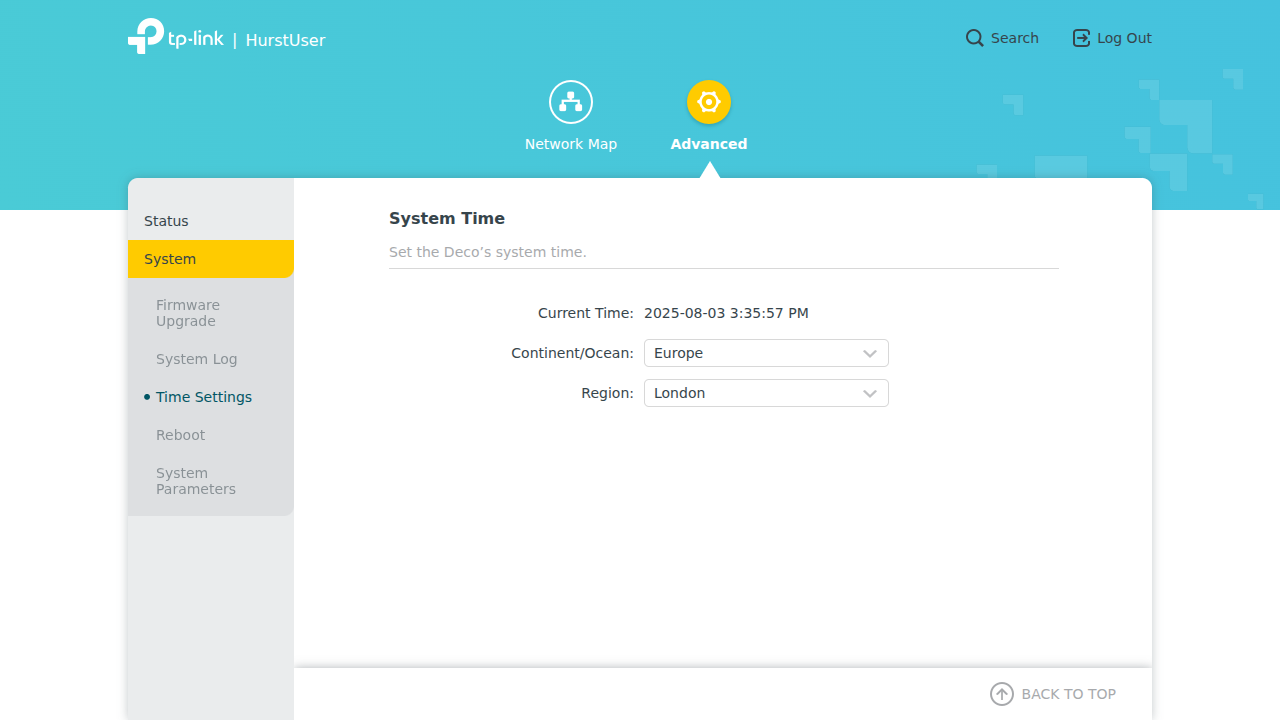 tp-link | HurstUser
Search
Log Out
Network Map
Advanced
Status
System
Firmware
Upgrade
System Log
Time Settings
Reboot
System
Parameters
System Time
Set the Deco’s system time.
Current Time: 2025-08-03 3:35:57 PM
Continent/Ocean: Europe
Region: London
BACK TO TOP